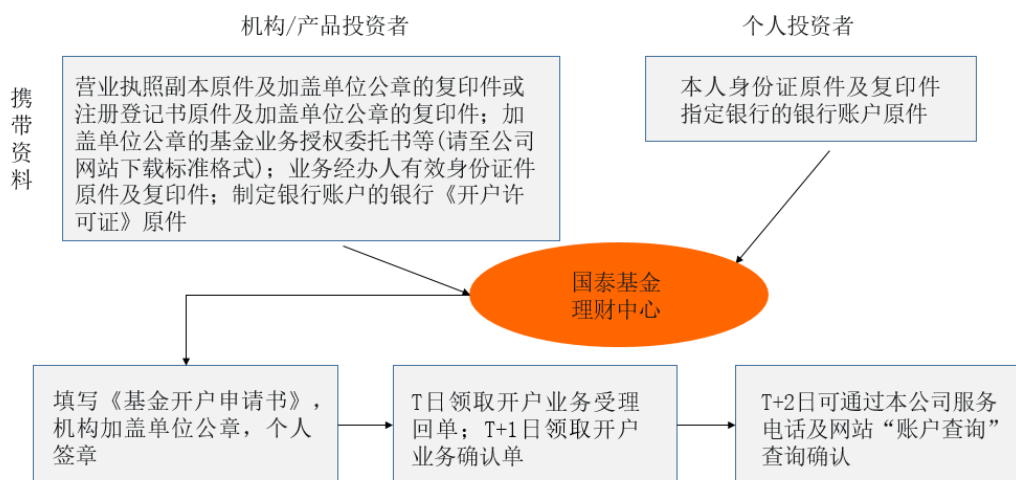 机构/产品投资者
个人投资者
携带资料
营业执照副本原件及加盖单位公章的复印件或
注册登记书原件及加盖单位公章的复印件；加
盖单位公章的基金业务授权委托书等(请至公司
网站下载标准格式)；业务经办人有效身份证件
原件及复印件；制定银行账户的银行《开户许
可证》原件
本人身份证原件及复印件
指定银行的银行账户原件
国泰基金
理财中心
填写《基金开户申请书》，
机构加盖单位公章，个人
签章
T日领取开户业务受理
回单；T+1日领取开户
业务确认单
T+2日可通过本公司服务
电话及网站“账户查询”
查询确认